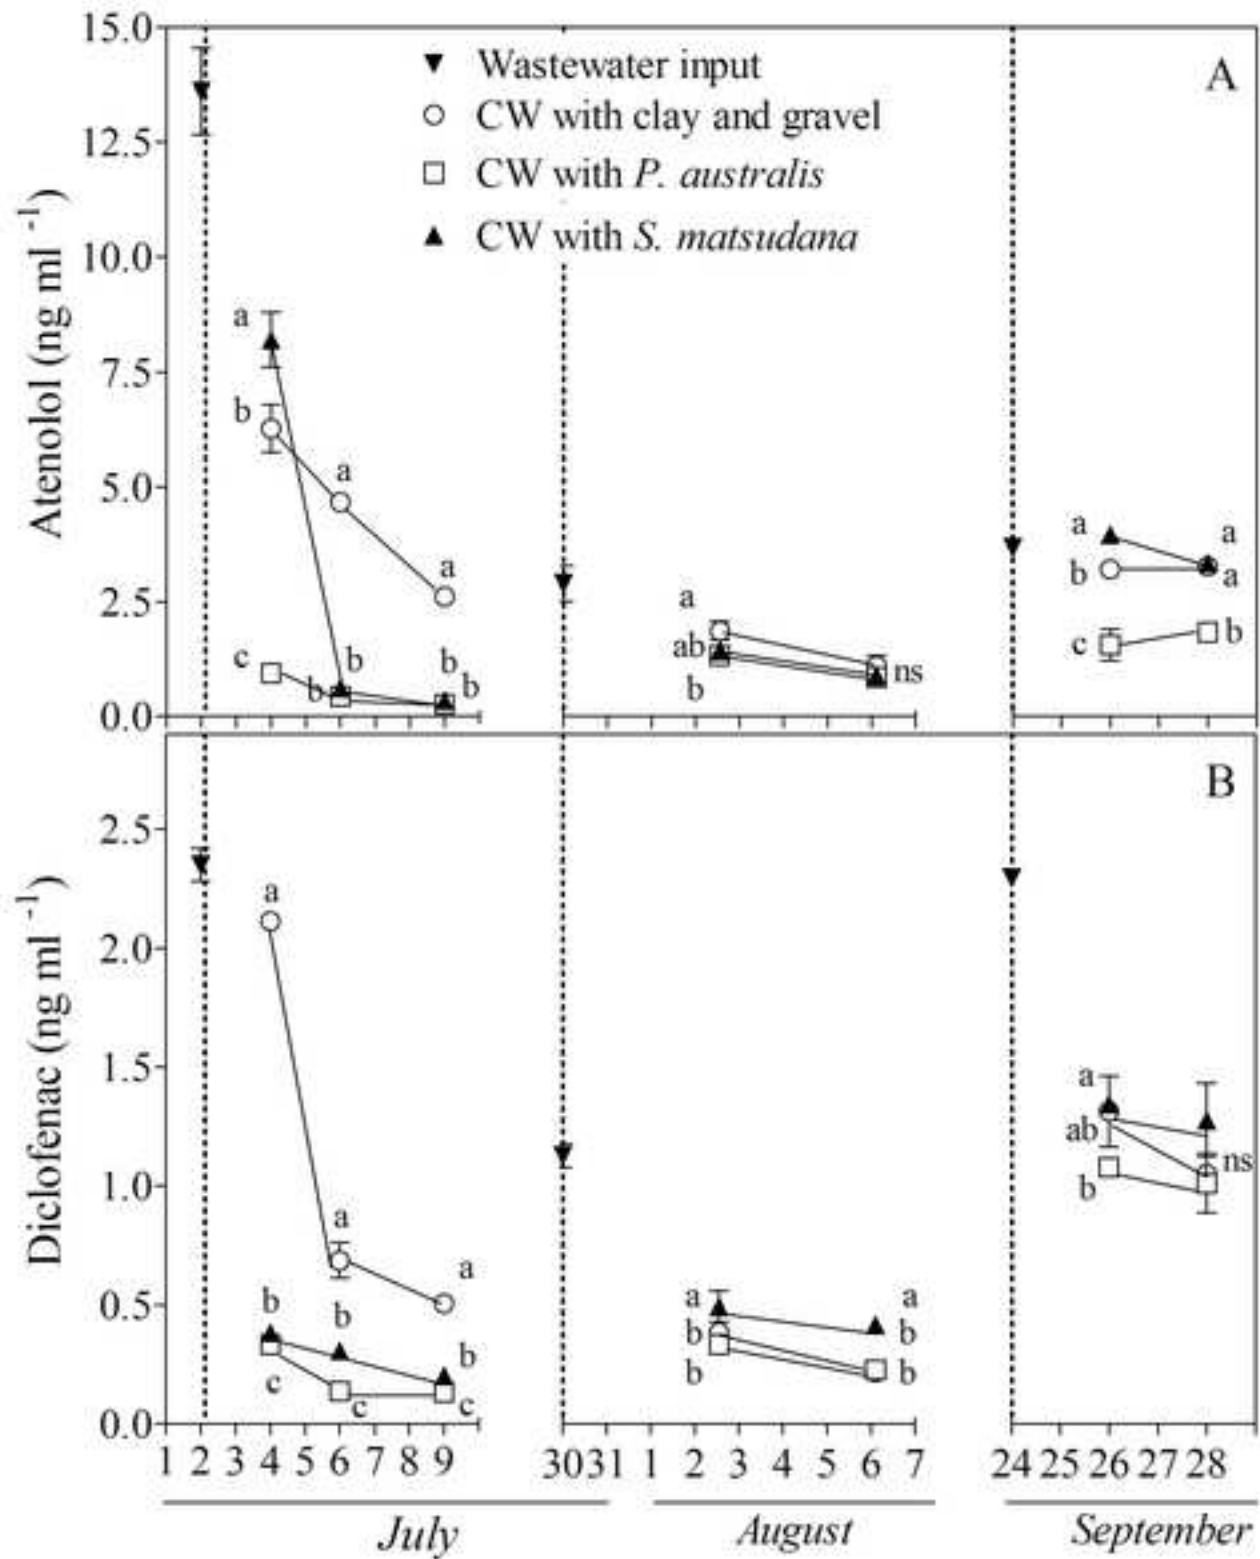 15.0
A
Wastewater input
CW with clay and gravel
12.5
CW with P. australis
CW with S. matsudana
10.0
Atenolol (ng ml -1)
a
7.5
b
a
5.0
a
a
a
b
a
2.5
a
c
b
b
ab
c
b
b
b
b
ns
0.0
B
2.5
a
2.0
Diclofenac (ng ml -1)
1.5
a
ab
ns
1.0
a
b
a
0.5
b
b
a
a
b
b
b
c
b
b
c
c
0.0
1 2 3 4 5 6 7 8 9 30 31 1 2 3 4 5 6 7 24 25 26 27 28
July August September